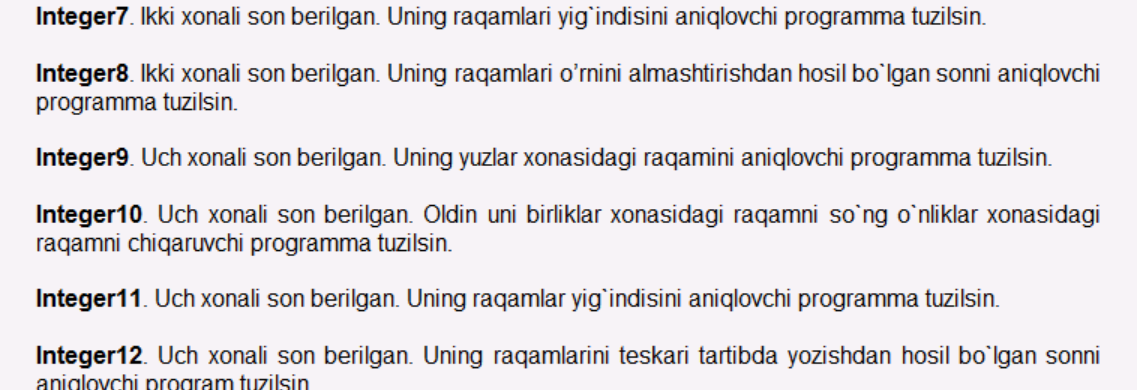 Integer7. Ikki xonali son berilgan. Uning raqamlari yig`indisini aniqlovchi programma tuzilsin.
Integer8. Ikki xonali son berilgan. Uning raqamlari o’rnini almashtirishdan hosil bo`lgan sonni aniqlovchi
programma tuzilsin.
Integer9. Uch xonali son berilgan. Uning yuzlar xonasidagi raqamini aniqlovchi programma tuzilsin.
Integer10. Uch xonali son berilgan. Oldin uni birliklar xonasidagi raqamni so`ng o`nliklar xonasidagi
raqamni chiqaruvchi programma tuzilsin.
Integer11. Uch xonali son berilgan. Uning raqamlar yig`indisini aniqlovchi programma tuzilsin.
Integer12. Uch xonali son berilgan. Uning raqamlarini teskari tartibda yozishdan hosil bo`lgan sonni
aniqlovchi program tuzilsin